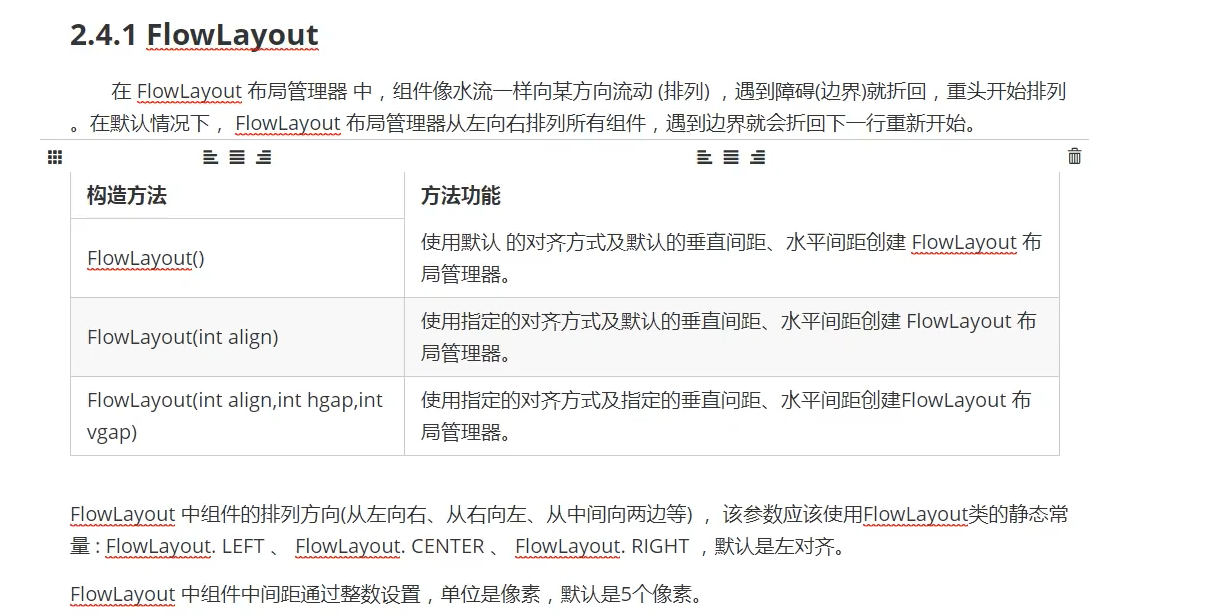 2.4.1 FlowLayout
在 FlowLayout 布局管理器 中，组件像水流一样向某方向流动 (排列) ，遇到障碍(边界)就折回，重头开始排列
。在默认情况下， FlowLayout 布局管理器从左向右排列所有组件，遇到边界就会折回下一行重新开始。
构造方法 方法功能
FlowLayout() 使用默认 的对齐方式及默认的垂直间距、水平间距创建 FlowLayout 布
局管理器。
FlowLayout(int align) 使用指定的对齐方式及默认的垂直间距、水平间距创建 FlowLayout 布
局管理器。
FlowLayout(int align,int hgap,int 使用指定的对齐方式及指定的垂直问距、水平间距创建FlowLayout 布
vgap) 局管理器。
FlowLayout 中组件的排列方向(从左向右、从右向左、从中间向两边等) ， 该参数应该使用FlowLayout类的静态常
量 : FlowLayout. LEFT 、 FlowLayout. CENTER 、 FlowLayout. RIGHT ，默认是左对齐。
FlowLayout 中组件中间距通过整数设置，单位是像素，默认是5个像素。